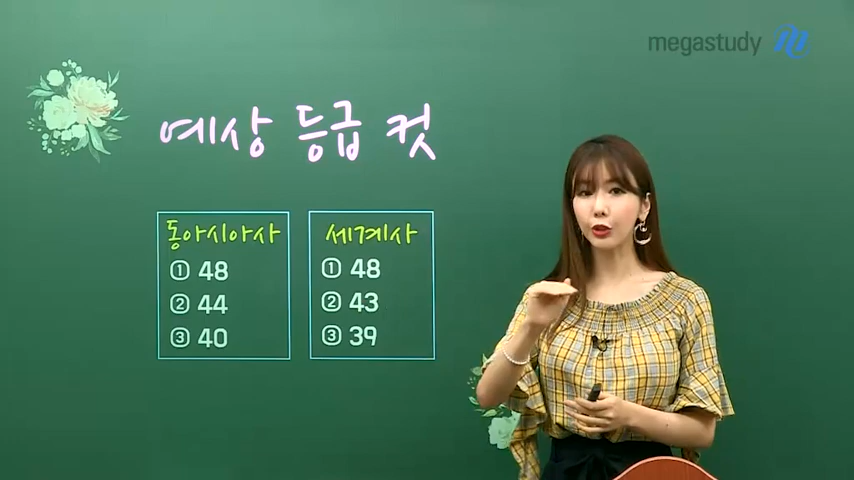 megastudy M
예상 등급 컷
동아시아사
① 48
② 44
③ 40
세계사
① 48
② 43
③ 39